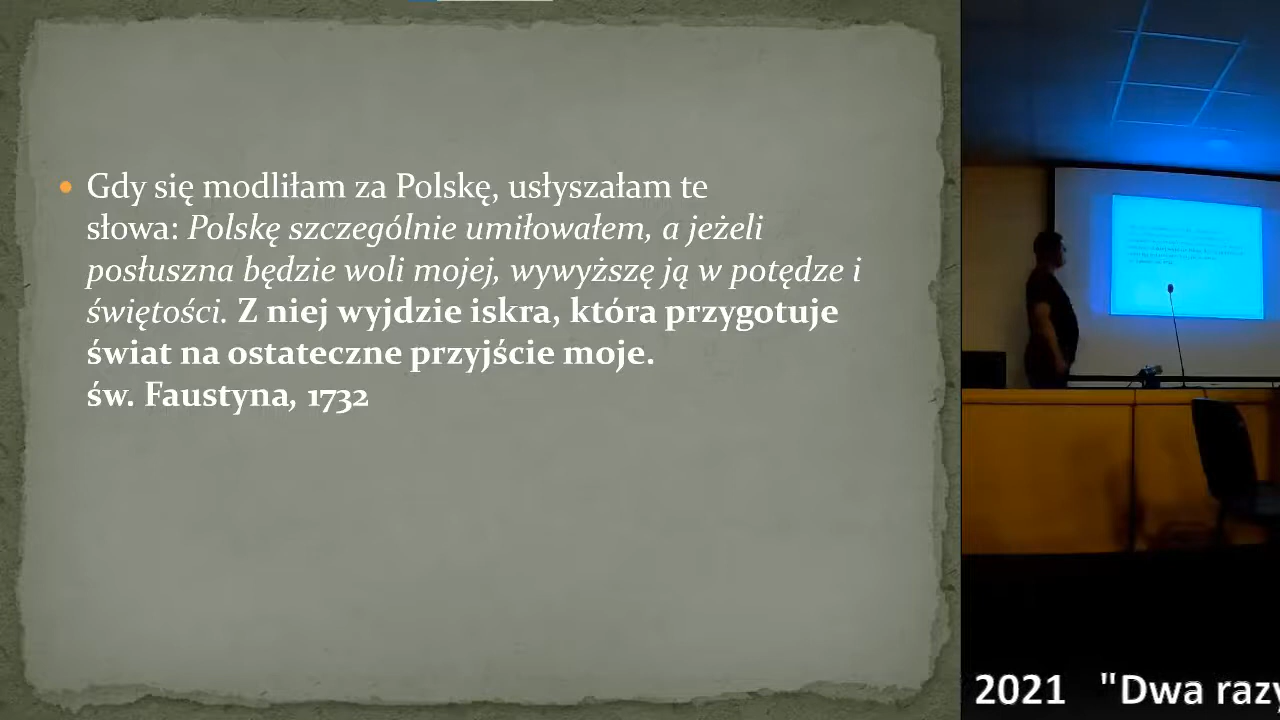 Gdy się modliłam za Polskę, usłyszałam te
słowa: Polskę szczególnie umiłowałem, a jeżeli
posłuszna będzie woli mojej, wywyższę ją w potędze i
świętości. Z niej wyjdzie iskra, która przygotuje
świat na ostateczne przyjście moje.
św. Faustyna, 1732
2021 "Dwa razy